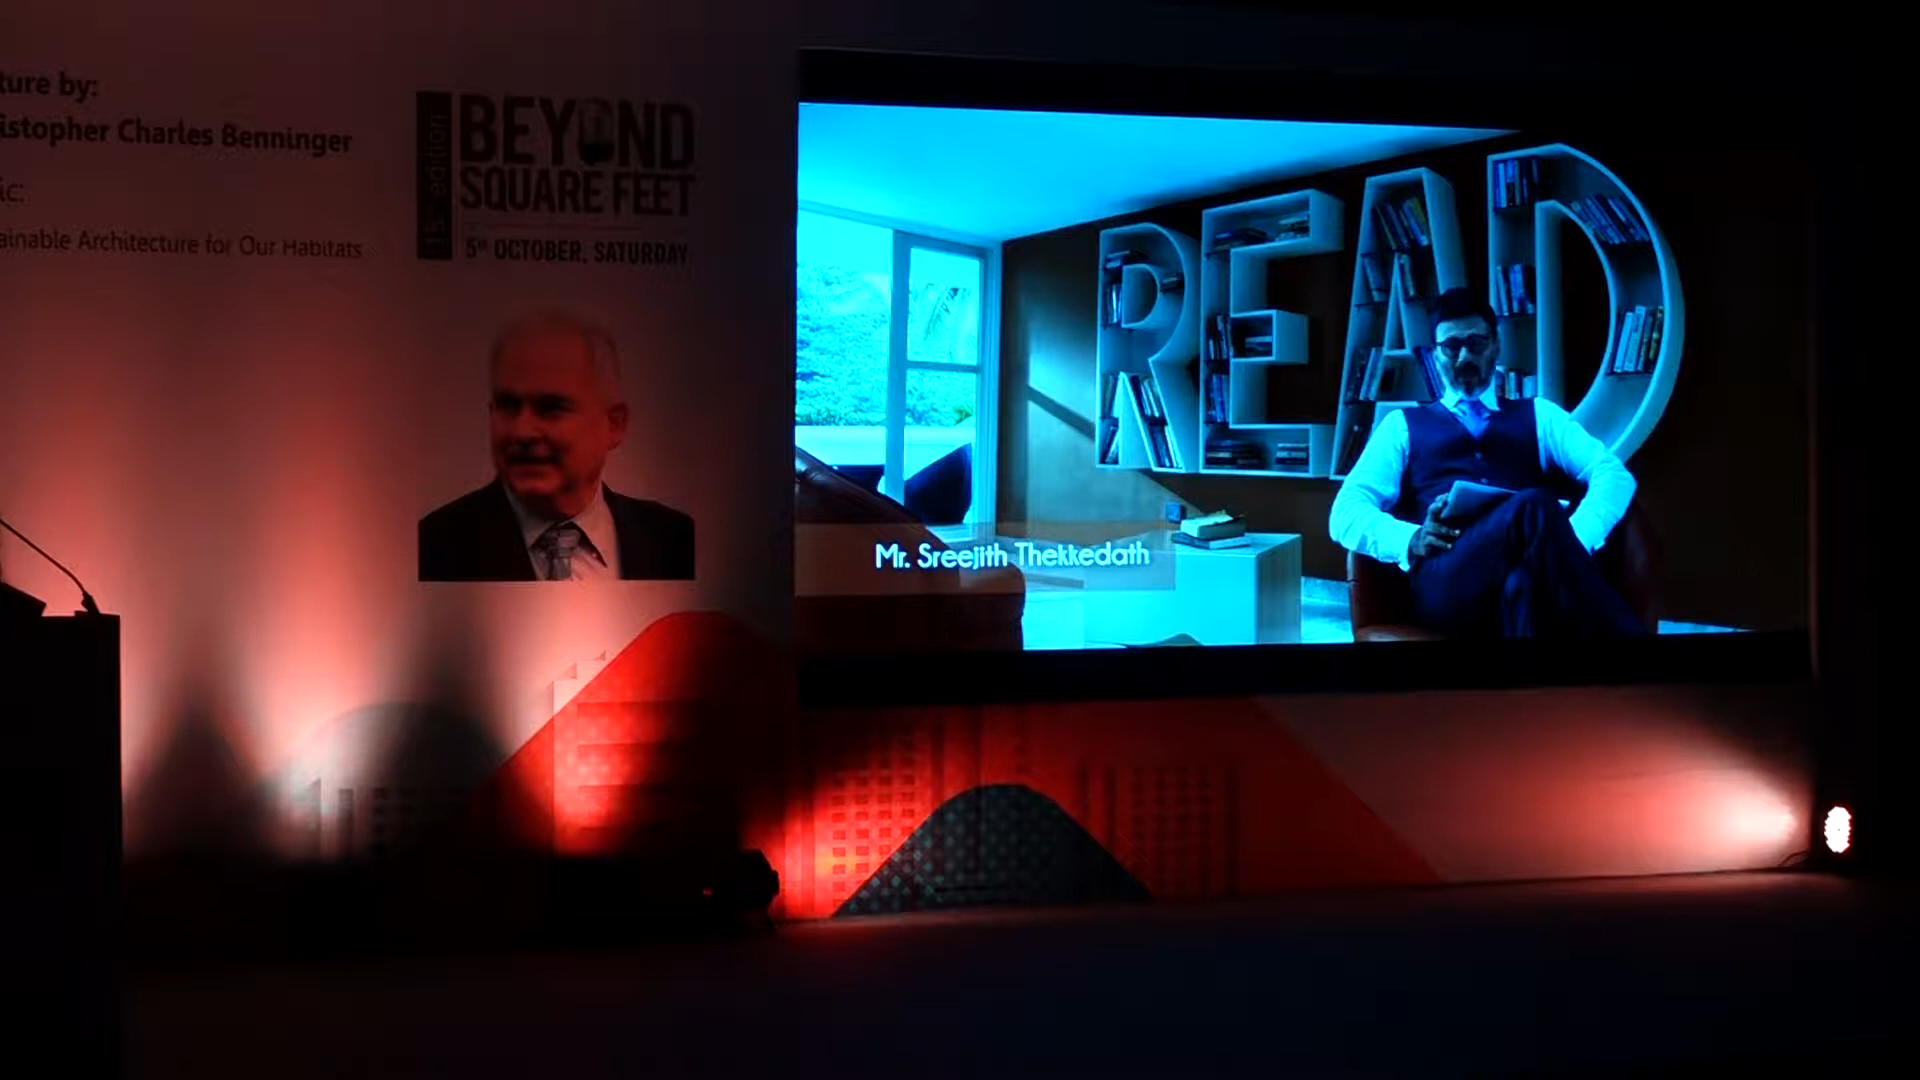 ture by:
istopher Charles Benninger
ic:
ainable Architecture for Our Habitats
15th edition
BEYOND
SQUARE FEET
5th OCTOBER, SATURDAY
READ
Mr. Sreejith Thekkedath